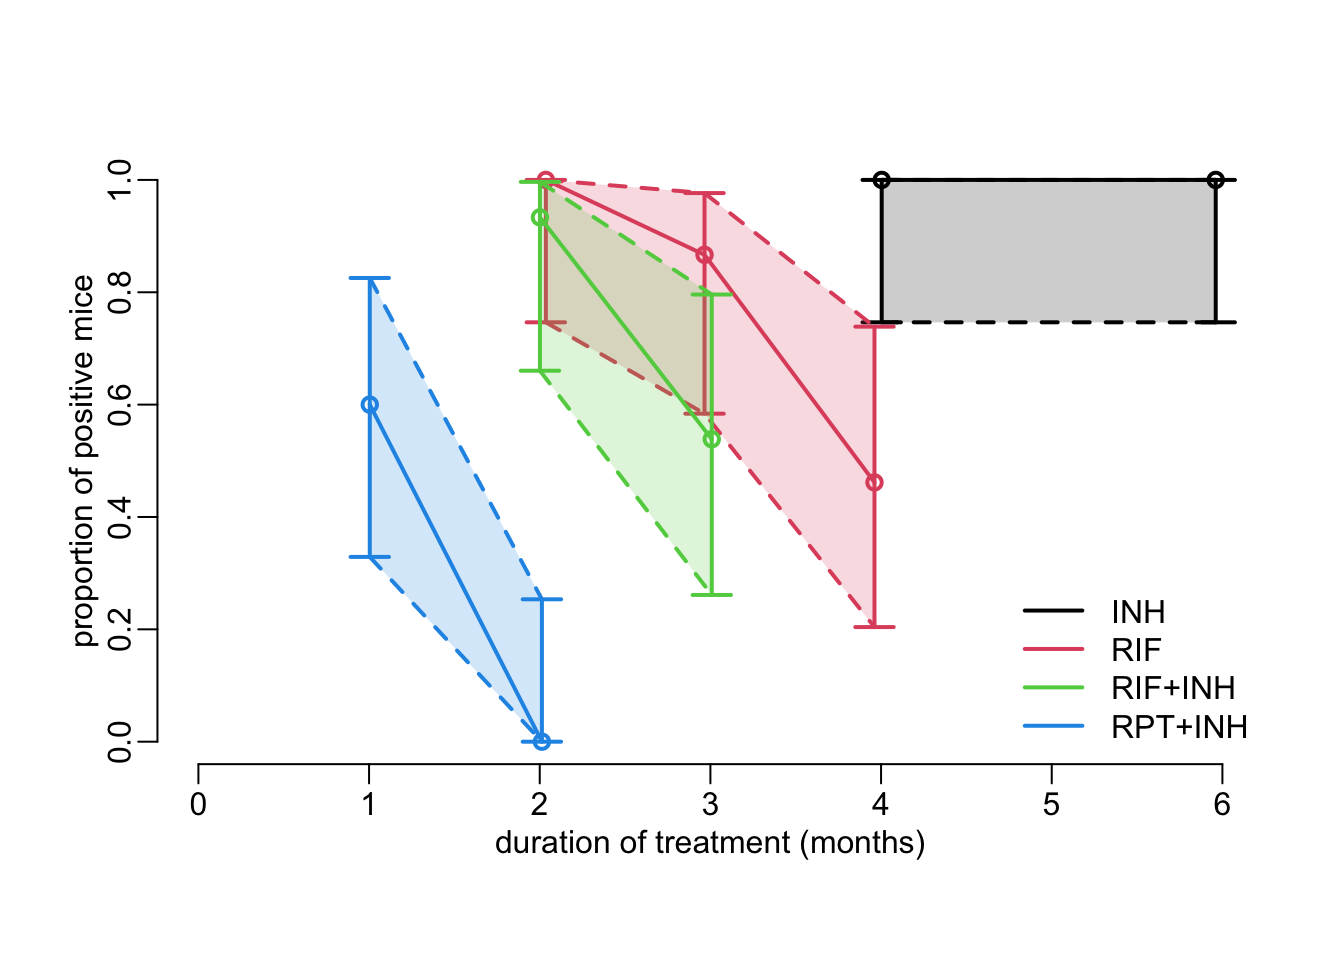 1.0
0.8
0.6
0.4
0.2
0.0
proportion of positive mice
INH
RIF
RIF+INH
RPT+INH
0 1 2 3 4 5 6
duration of treatment (months)